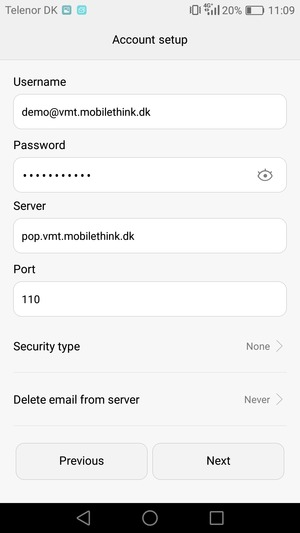 Telenor DK 4G 20% 11:09
Account setup
Username
demo@vmt.mobilethink.dk
Password
•••••••••••
Server
pop.vmt.mobilethink.dk
Port
110
Security type None
Delete email from server Never
Previous Next